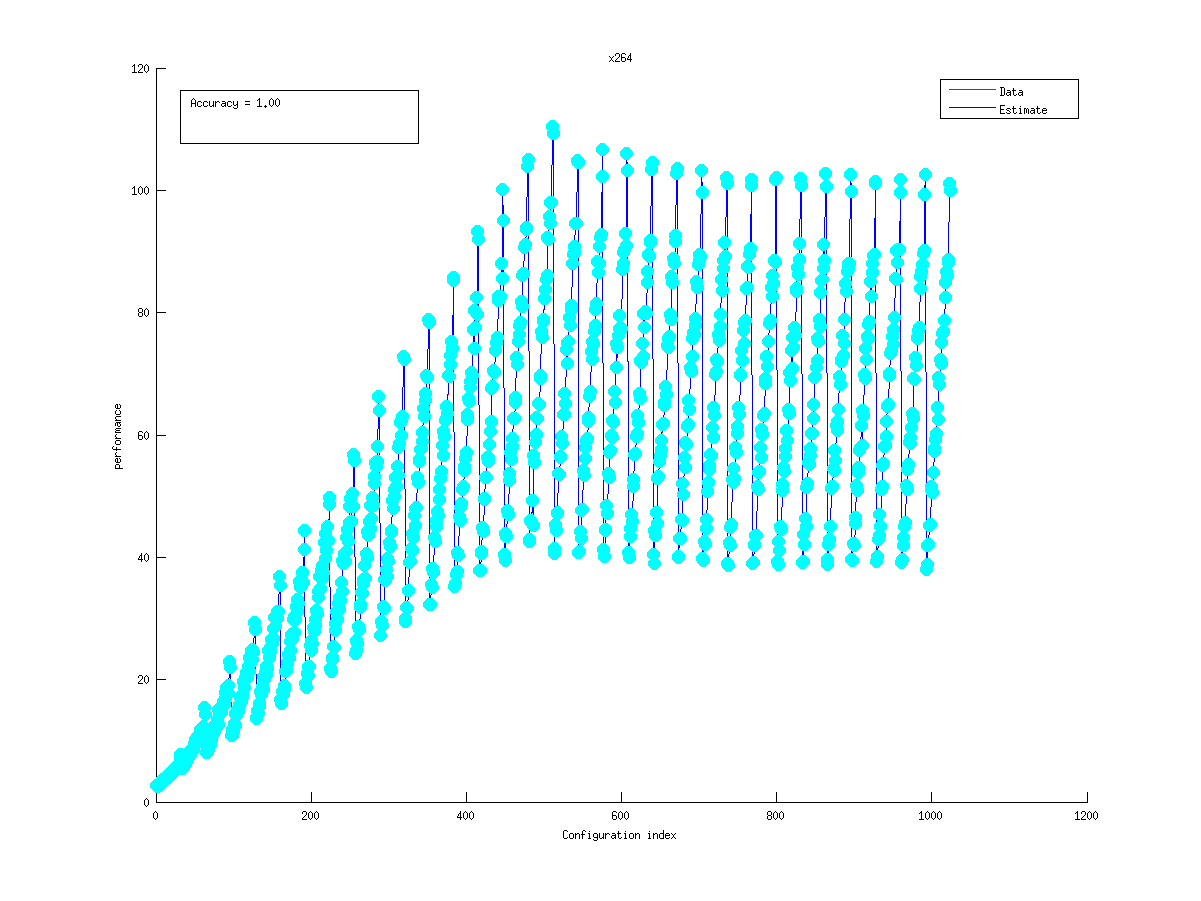 x264
120
Accuracy = 1.00
Data
Estimate
100
80
60
performance
40
20
0
0 200 400 600 800 1000 1200
Configuration index